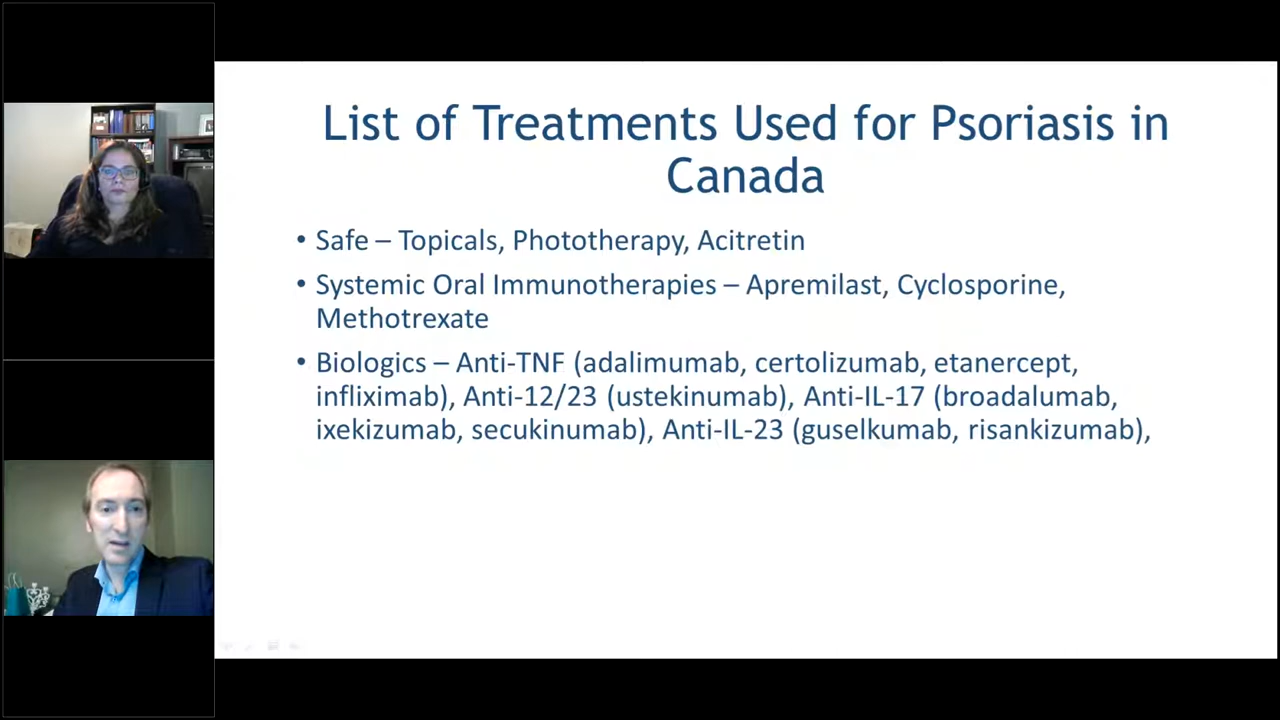 List of Treatments Used for Psoriasis in
Canada
• Safe – Topicals, Phototherapy, Acitretin
• Systemic Oral Immunotherapies – Apremilast, Cyclosporine,
Methotrexate
• Biologics – Anti-TNF (adalimumab, certolizumab, etanercept,
infliximab), Anti-12/23 (ustekinumab), Anti-IL-17 (broadalumab,
ixekizumab, secukinumab), Anti-IL-23 (guselkumab, risankizumab),